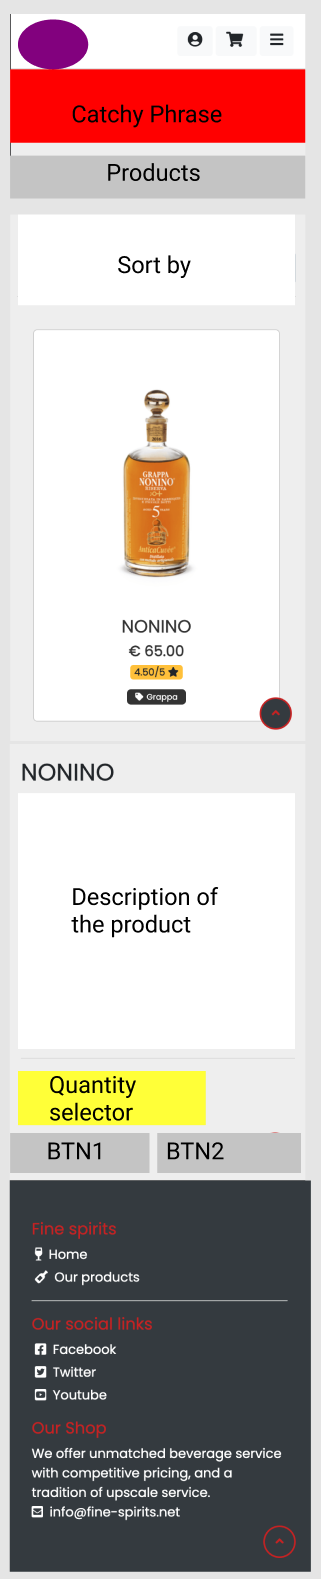 Catchy Phrase
Products
Sort by
GRAPPA
NONINO
RISERVA
AGED 5 YEARS
AnticaCuvée
NONINO
€ 65.00
4.50/5
Grappa
NONINO
Description of
the product
Quantity
selector
BTN1 BTN2
Fine spirits
Home
Our products
Our social links
Facebook
Twitter
Youtube
Our Shop
We offer unmatched beverage service
with competitive pricing, and a
tradition of upscale service.
info@fine-spirits.net